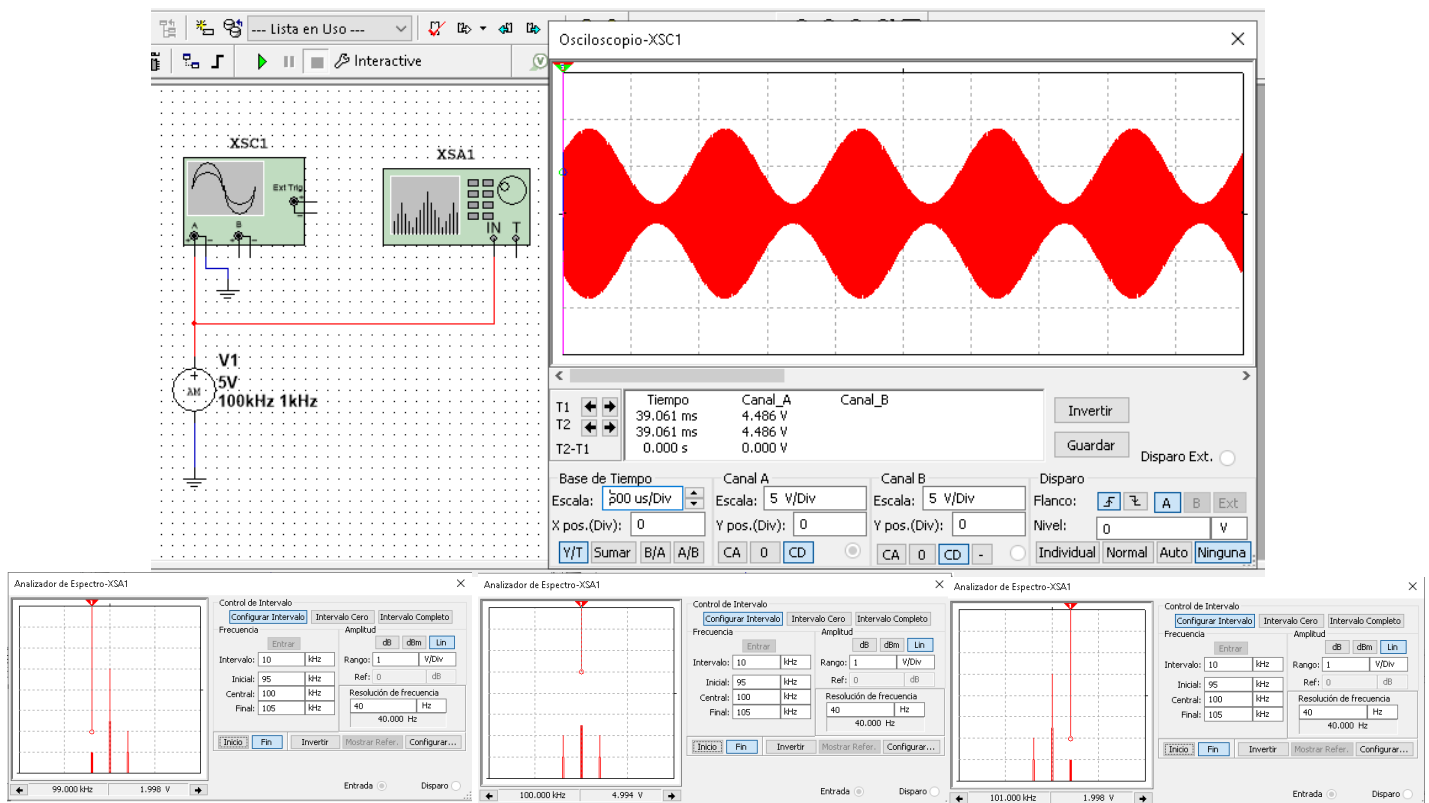 --- Lista en Uso ---
Interactive
XSC1
Ext Trig
A
B
XSA1
IN T
V1
5V
100kHz 1kHz
AM
Osciloscopio-XSC1
T1
T2
T2-T1
Tiempo Canal_A Canal_B
39.061 ms 4.486 V
39.061 ms 4.486 V
0.000 s 0.000 V
Invertir
Guardar
Disparo Ext.
Base de Tiempo
Escala: 500 us/Div
X pos.(Div): 0
Y/T Sumar B/A A/B
Canal A
Escala: 5 V/Div
Y pos.(Div): 0
CA 0 CD
Canal B
Escala: 5 V/Div
Y pos.(Div): 0
CA 0 CD -
Disparo
Flanco: A B Ext
Nivel: 0 V
Individual Normal Auto Ninguna
Analizador de Espectro-XSA1
Control de Intervalo
Configurar Intervalo Intervalo Cero Intervalo Completo
Frecuencia
Entrar
Intervalo: 10 kHz
Inicial: 95 kHz
Central: 100 kHz
Final: 105 kHz
Amplitud
dB dBm Lin
Rango: 1 V/Div
Ref: 0 dB
Resolución de frecuencia
40 Hz
40.000 Hz
Inicio Fin Invertir Mostrar Refer. Configurar...
Entrada Disparo
99.000 kHz 1.998 V
Analizador de Espectro-XSA1
Control de Intervalo
Configurar Intervalo Intervalo Cero Intervalo Completo
Frecuencia
Entrar
Intervalo: 10 kHz
Inicial: 95 kHz
Central: 100 kHz
Final: 105 kHz
Amplitud
dB dBm Lin
Rango: 1 V/Div
Ref: 0 dB
Resolución de frecuencia
40 Hz
40.000 Hz
Inicio Fin Invertir Mostrar Refer. Configurar...
Entrada Disparo
100.000 kHz 4.994 V
Analizador de Espectro-XSA1
Control de Intervalo
Configurar Intervalo Intervalo Cero Intervalo Completo
Frecuencia
Entrar
Intervalo: 10 kHz
Inicial: 95 kHz
Central: 100 kHz
Final: 105 kHz
Amplitud
dB dBm Lin
Rango: 1 V/Div
Ref: 0 dB
Resolución de frecuencia
40 Hz
40.000 Hz
Inicio Fin Invertir Mostrar Refer. Configurar...
Entrada Disparo
101.000 kHz 1.998 V